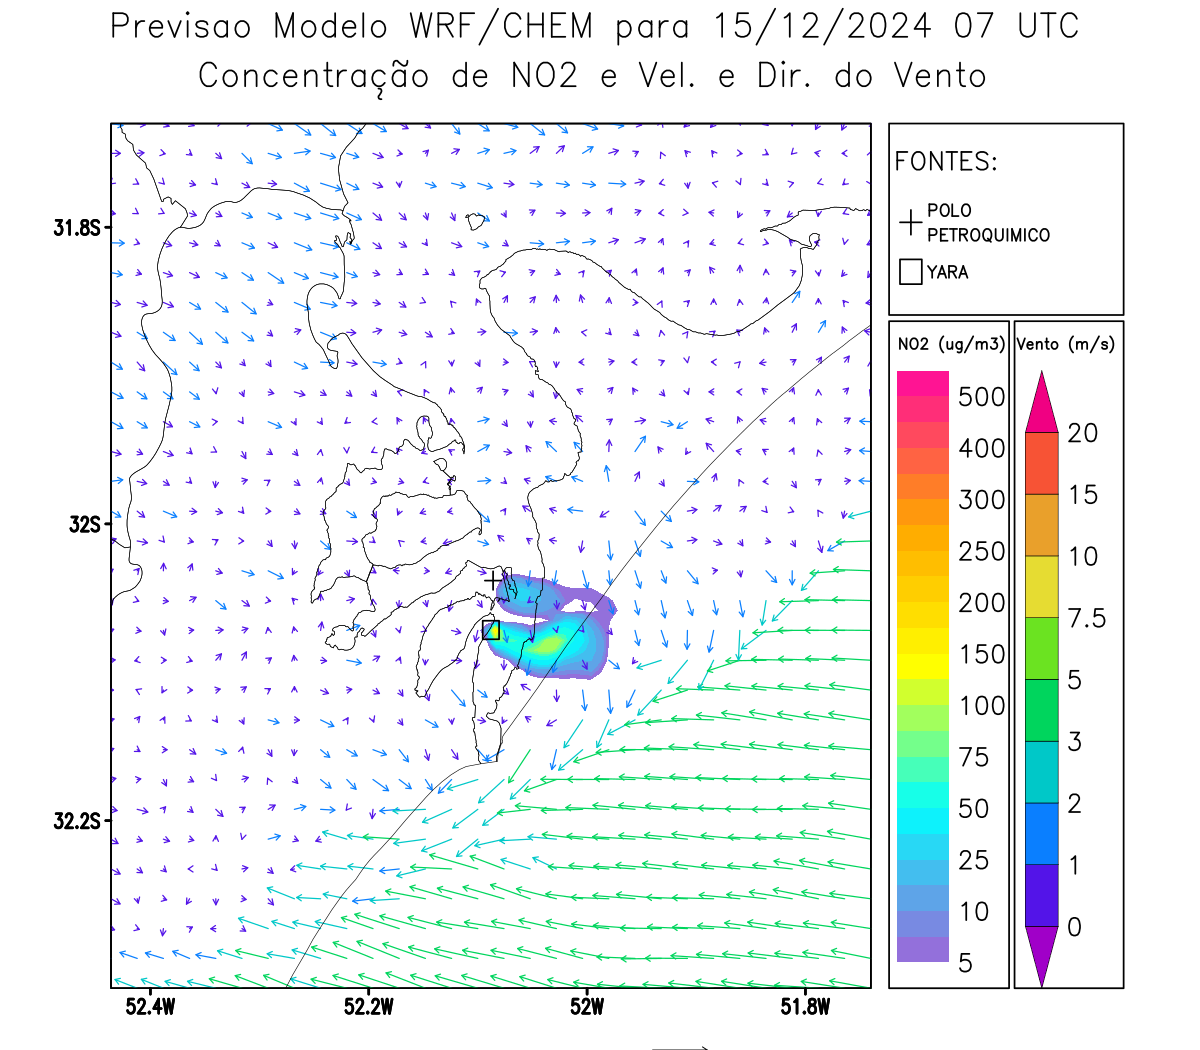 Previsao Modelo WRF/CHEM para 15/12/2024 07 UTC
Concentração de NO2 e Vel. e Dir. do Vento
FONTES:
POLO
PETROQUIMICO
YARA
NO2 (ug/m3)
500
400
300
250
200
150
100
75
50
25
10
5
Vento (m/s)
20
15
10
7.5
5
3
2
1
0
31.8S
32S
32.2S
52.4W
52.2W
52W
51.8W